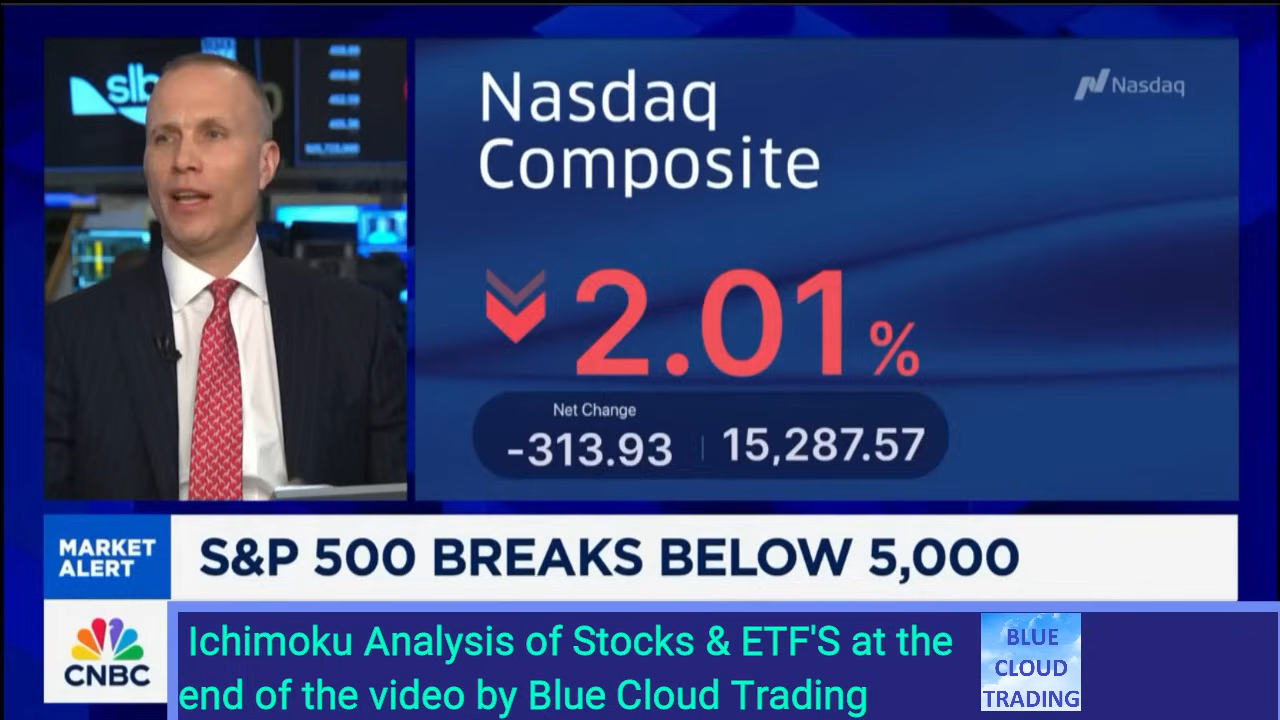 slb
Nasdaq
Composite
Nasdaq
2.01%
Net Change
-313.93 | 15,287.57
MARKET
ALERT
S&P 500 BREAKS BELOW 5,000
CNBC
Ichimoku Analysis of Stocks & ETF'S at the
end of the video by Blue Cloud Trading
BLUE
CLOUD
TRADING